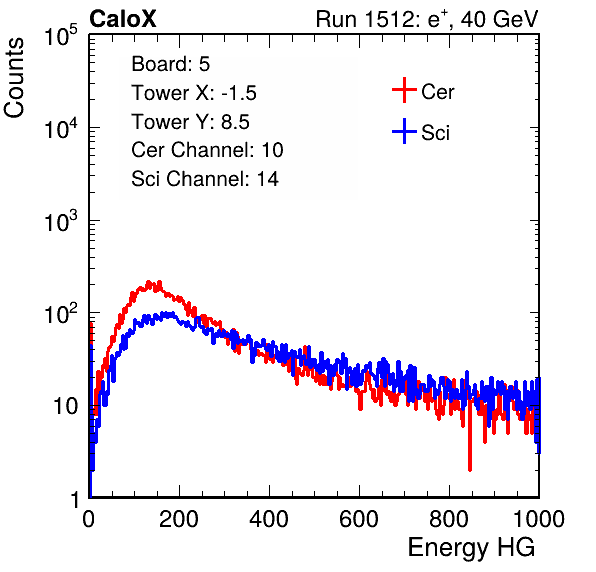 CaloX Run 1512: e⁺, 40 GeV
Counts
10⁵
10⁴
10³
10²
10
1
Board: 5
Tower X: -1.5
Tower Y: 8.5
Cer Channel: 10
Sci Channel: 14
Cer
Sci
0 200 400 600 800 1000
Energy HG